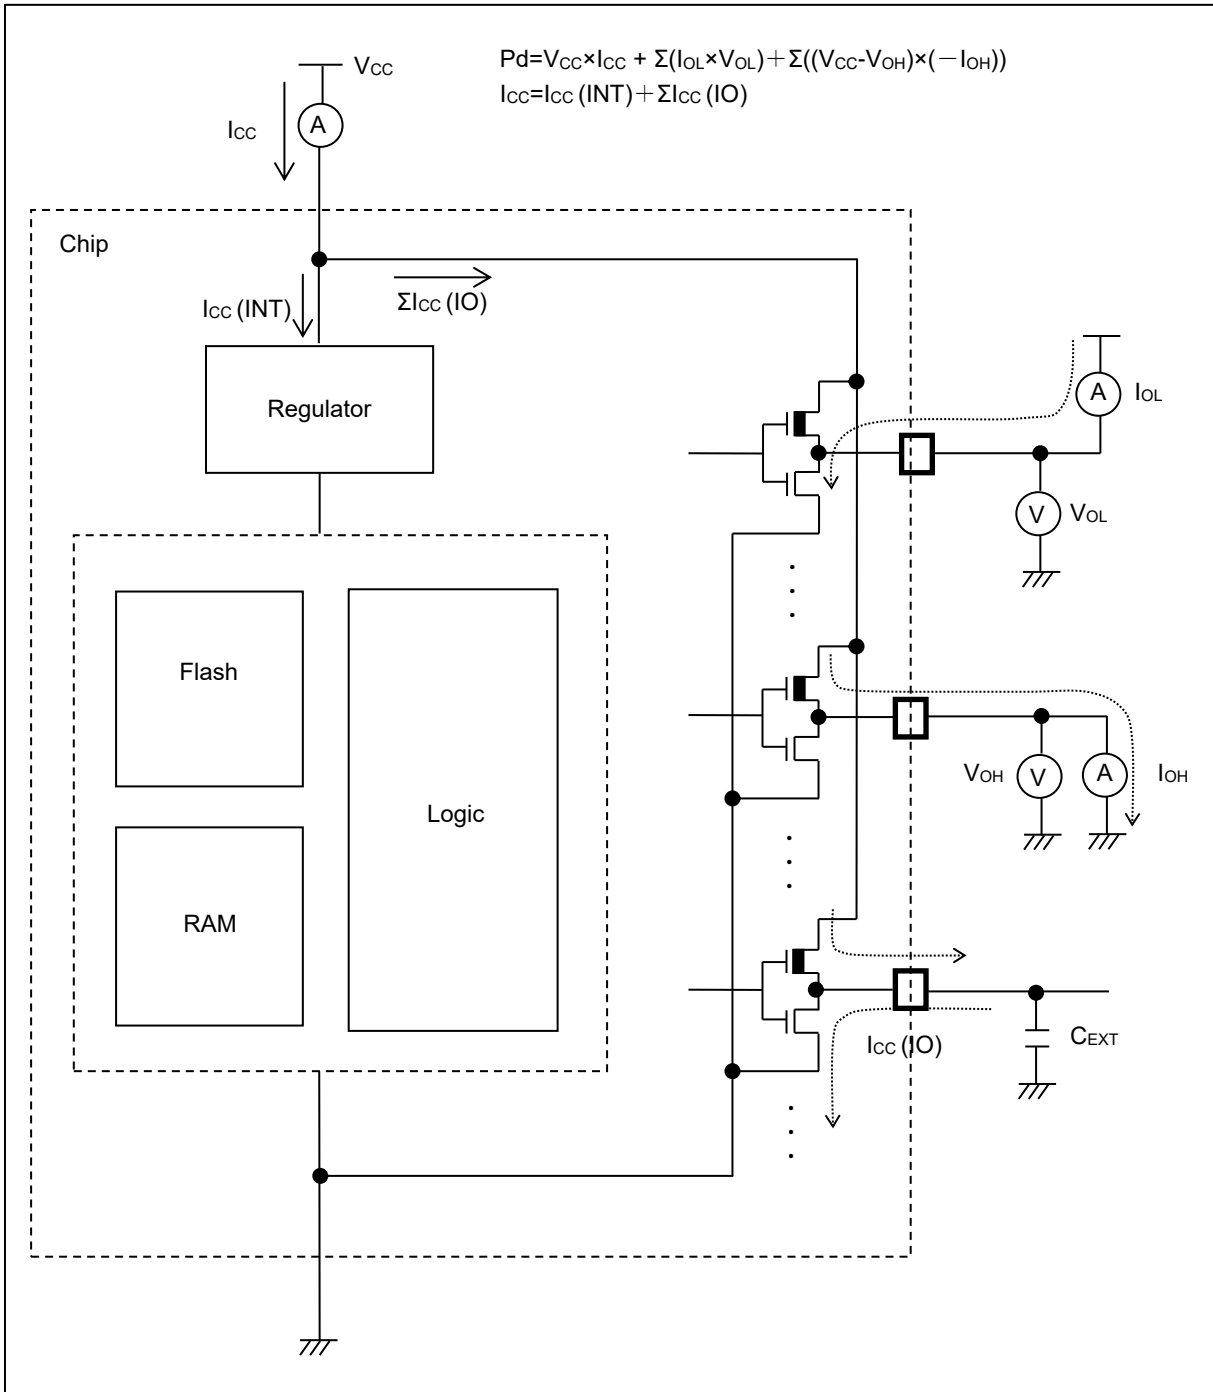 Pd=VCC×ICC + Σ(IOL×VOL)+Σ((VCC-VOH)×(-IOH))
ICC=ICC (INT)+ΣICC (IO)
VCC
A
ICC
Chip
ICC (INT)
ΣICC (IO)
Regulator
A
IOL
V
VOL
Flash
Logic
VOH
V
A
IOH
RAM
ICC (IO)
CEXT